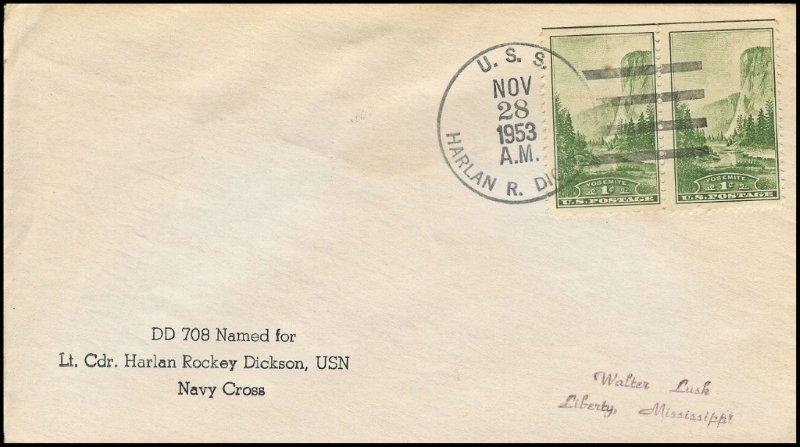 U. S. S.
NOV
28
1953
A.M.
HARLAN R. DIC
YOSEMITE
1¢
U.S. POSTAGE
YOSEMITE
1¢
U.S. POSTAGE
DD 708 Named for
Lt. Cdr. Harlan Rockey Dickson, USN
Navy Cross
Walter Lusk
Liberty, Mississippi